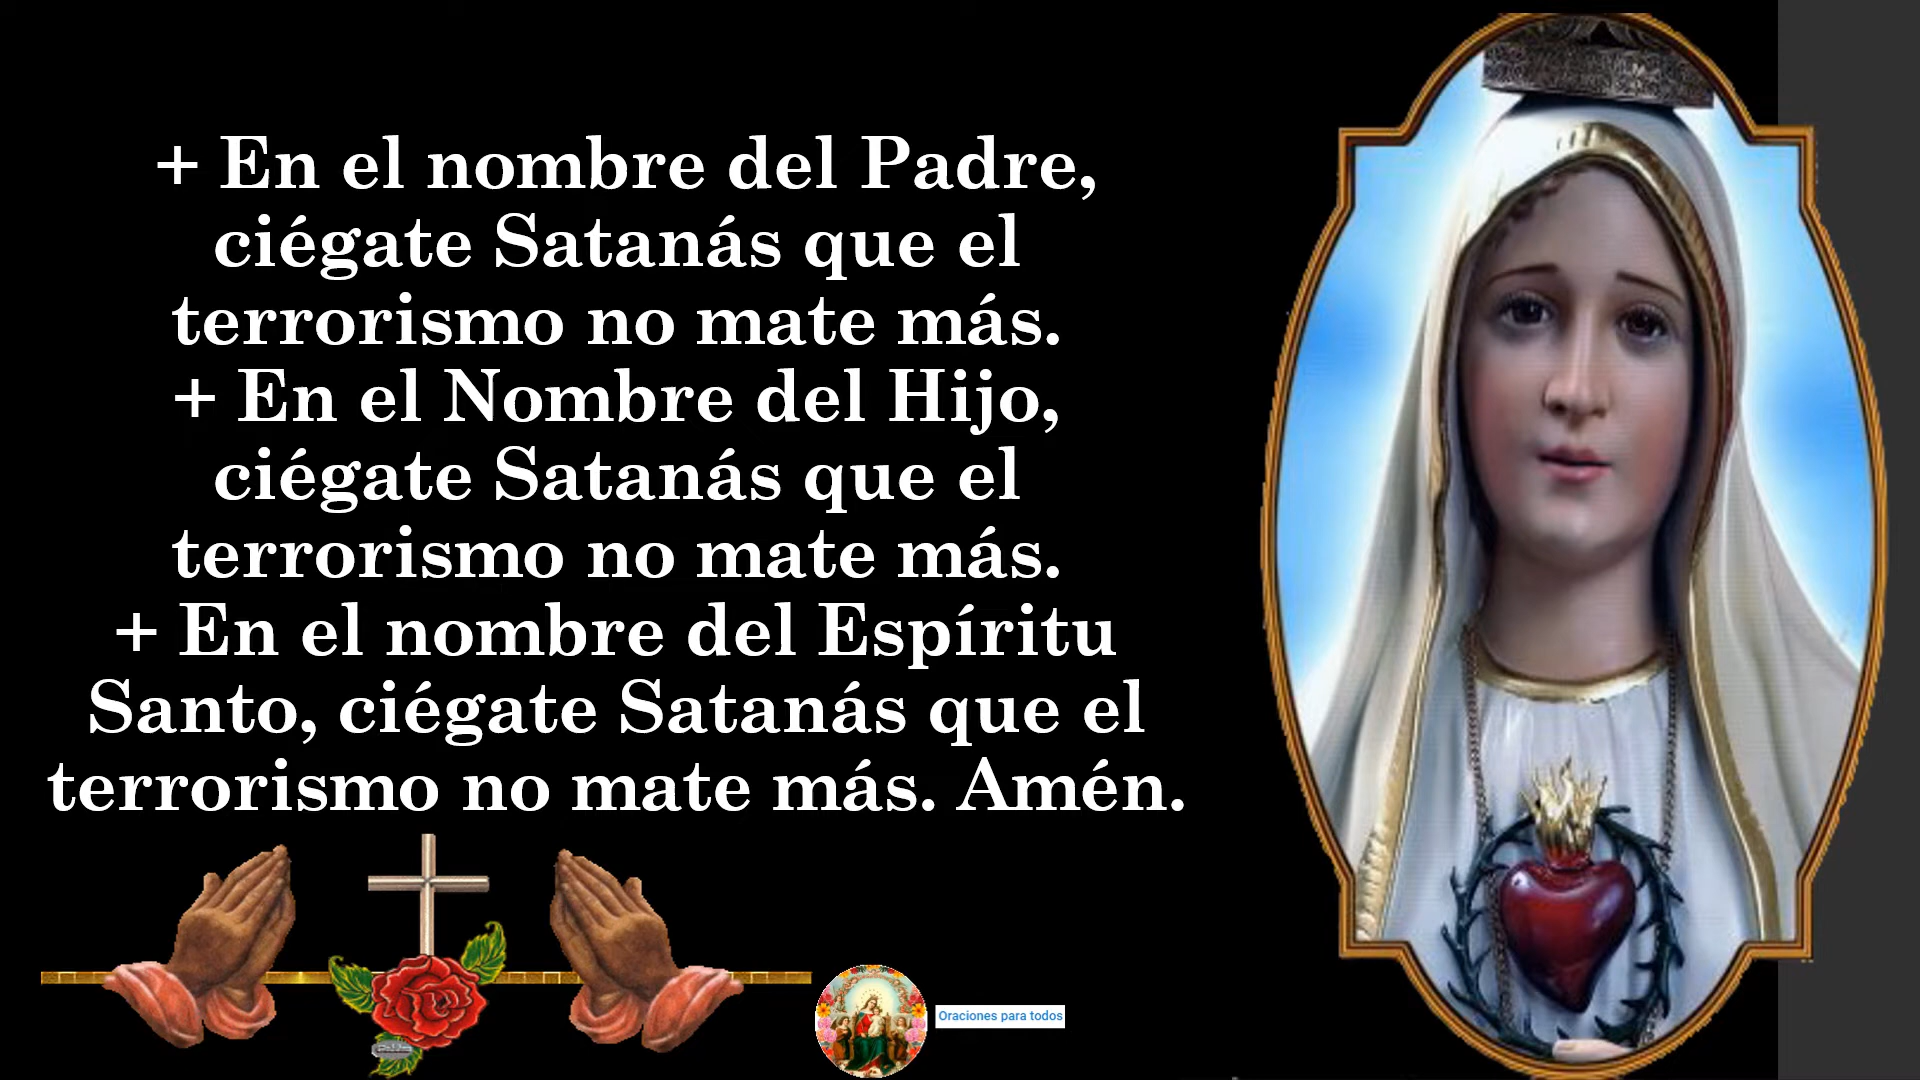 + En el nombre del Padre,
ciégate Satanás que el
terrorismo no mate más.
+ En el Nombre del Hijo,
ciégate Satanás que el
terrorismo no mate más.
+ En el nombre del Espíritu
Santo, ciégate Satanás que el
terrorismo no mate más. Amén.
Oraciones para todos